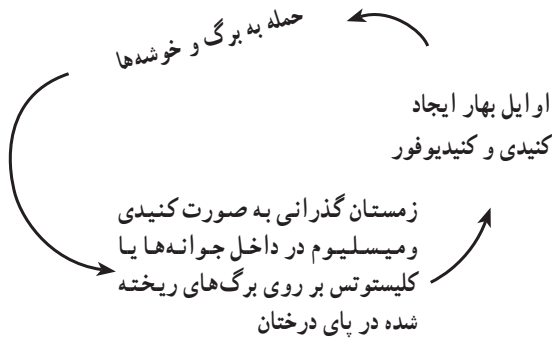 حمله به برگ و خوشه‌ها
اوایل بهار ایجاد
کنیدی و کنیدیوفور
زمستان گذرانی به صورت کنیدی
و میسلیوم در داخل جوانه‌ها یا
کلیستوتس بر روی برگ‌های ریخته
شده در پای درختان